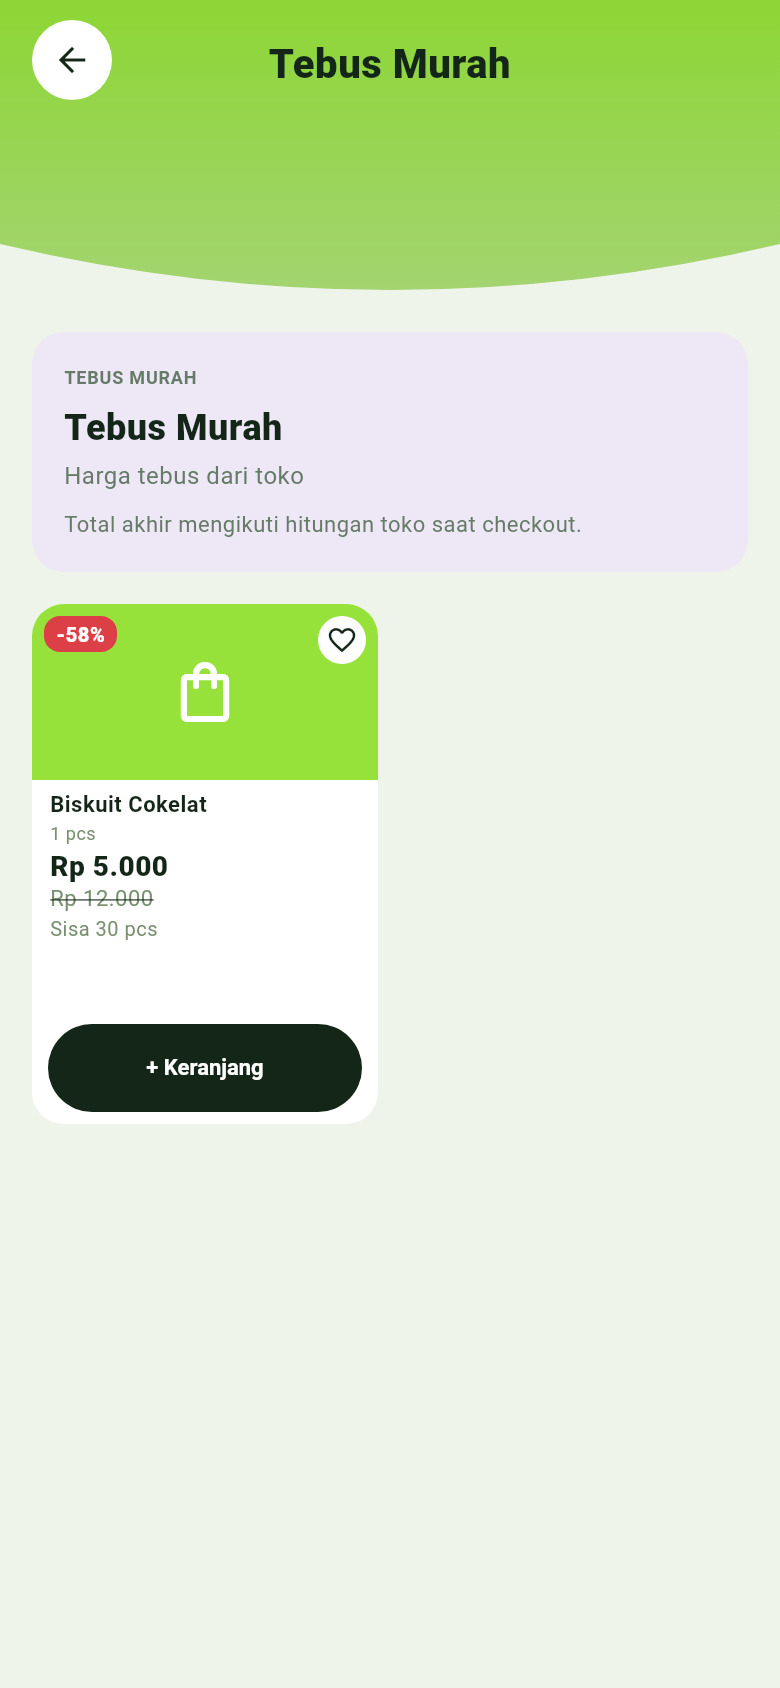 Tebus Murah
TEBUS MURAH
Tebus Murah
Harga tebus dari toko
Total akhir mengikuti hitungan toko saat checkout.
-58%
Biskuit Cokelat
1 pcs
Rp 5.000
Rp 12.000
Sisa 30 pcs
+ Keranjang